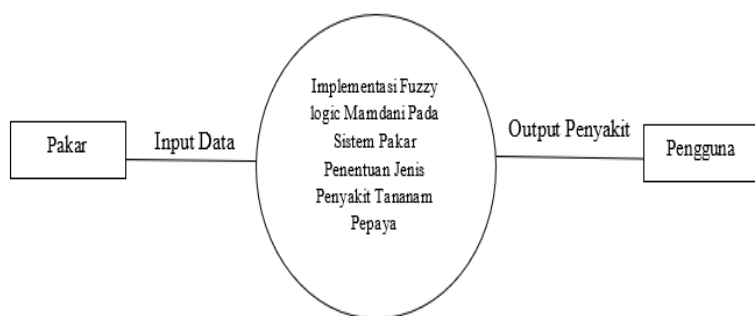 Pakar
Input Data
Implementasi Fuzzy
logic Mamdani Pada
Sistem Pakar
Penentuan Jenis
Penyakit Tananam
Pepaya
Output Penyakit
Pengguna